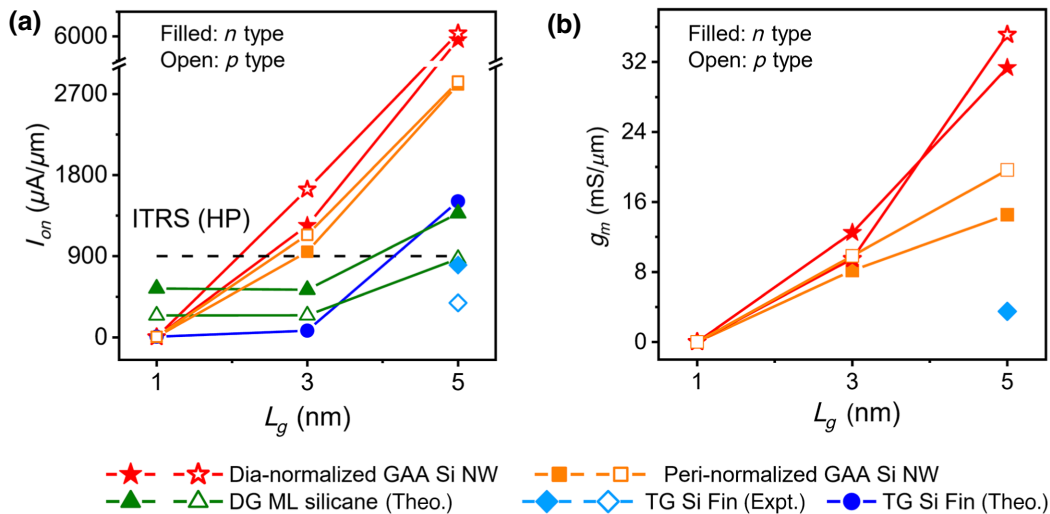 (a)
Filled: n type
Open: p type
6000
2700
1800
900
0
I_on (µA/µm)
ITRS (HP)
1 3 5
L_g (nm)
(b)
Filled: n type
Open: p type
32
24
16
8
0
g_m (mS/µm)
1 3 5
L_g (nm)
Dia-normalized GAA Si NW
Peri-normalized GAA Si NW
DG ML silicane (Theo.)
TG Si Fin (Expt.)
TG Si Fin (Theo.)